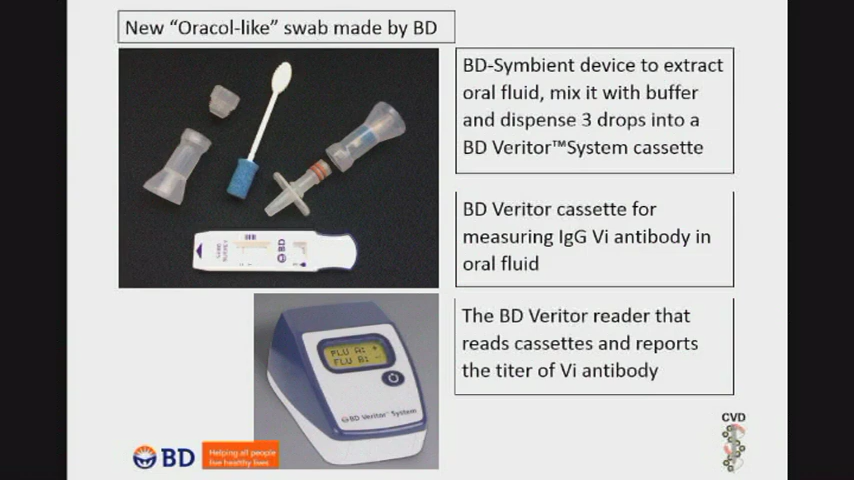 New “Oracol-like” swab made by BD
BD-Symbient device to extract
oral fluid, mix it with buffer
and dispense 3 drops into a
BD Veritor™System cassette
BD
BD Veritor cassette for
measuring IgG Vi antibody in
oral fluid
FLU A: +
FLU B: -
BD Veritor™ System
The BD Veritor reader that
reads cassettes and reports
the titer of Vi antibody
BD
Helping all people
live healthy lives
CVD